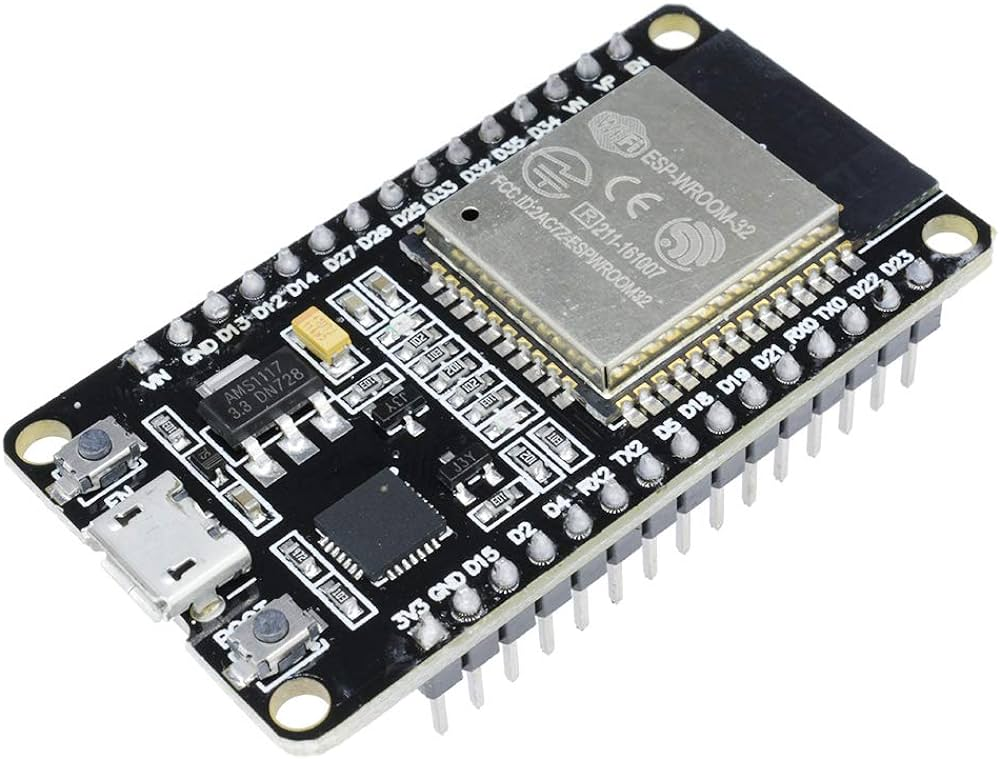 EN
VP
VN
D34
D35
D32
D33
D25
D26
D27
D14
D12
D13
GND
VIN
WiFi
ESP-WROOM-32
CE
R 211-161007
FCC ID:2AC7Z-ESPWROOM32
AMS1117
3.3 DN728
J3Y
J3Y
EN
BOOT
3V3
GND
D15
D2
D4
RX2
TX2
D5
D18
D19
D21
RX0
TX0
D22
D23